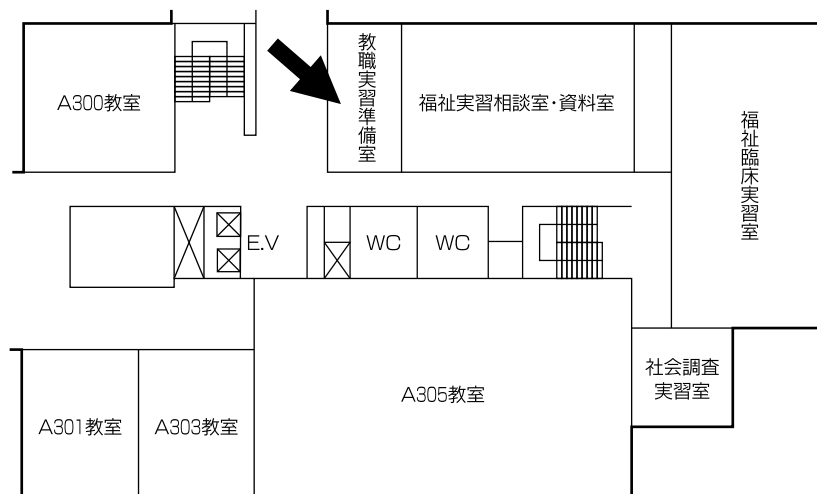 教職実習準備室
A300教室
福祉実習相談室・資料室
福祉臨床実習室
E.V
WC
WC
社会調査
実習室
A305教室
A301教室
A303教室